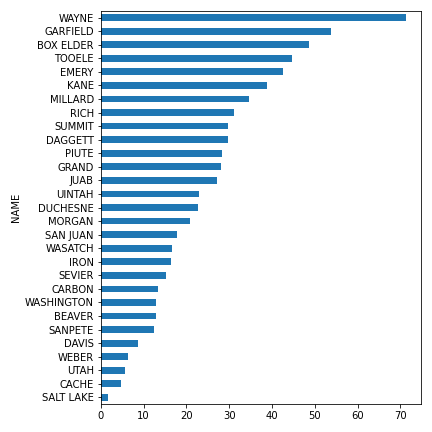 WAYNE
GARFIELD
BOX ELDER
TOOELE
EMERY
KANE
MILLARD
RICH
SUMMIT
DAGGETT
PIUTE
GRAND
JUAB
UINTAH
DUCHESNE
MORGAN
SAN JUAN
WASATCH
IRON
SEVIER
CARBON
WASHINGTON
BEAVER
SANPETE
DAVIS
WEBER
UTAH
CACHE
SALT LAKE
NAME
0 10 20 30 40 50 60 70